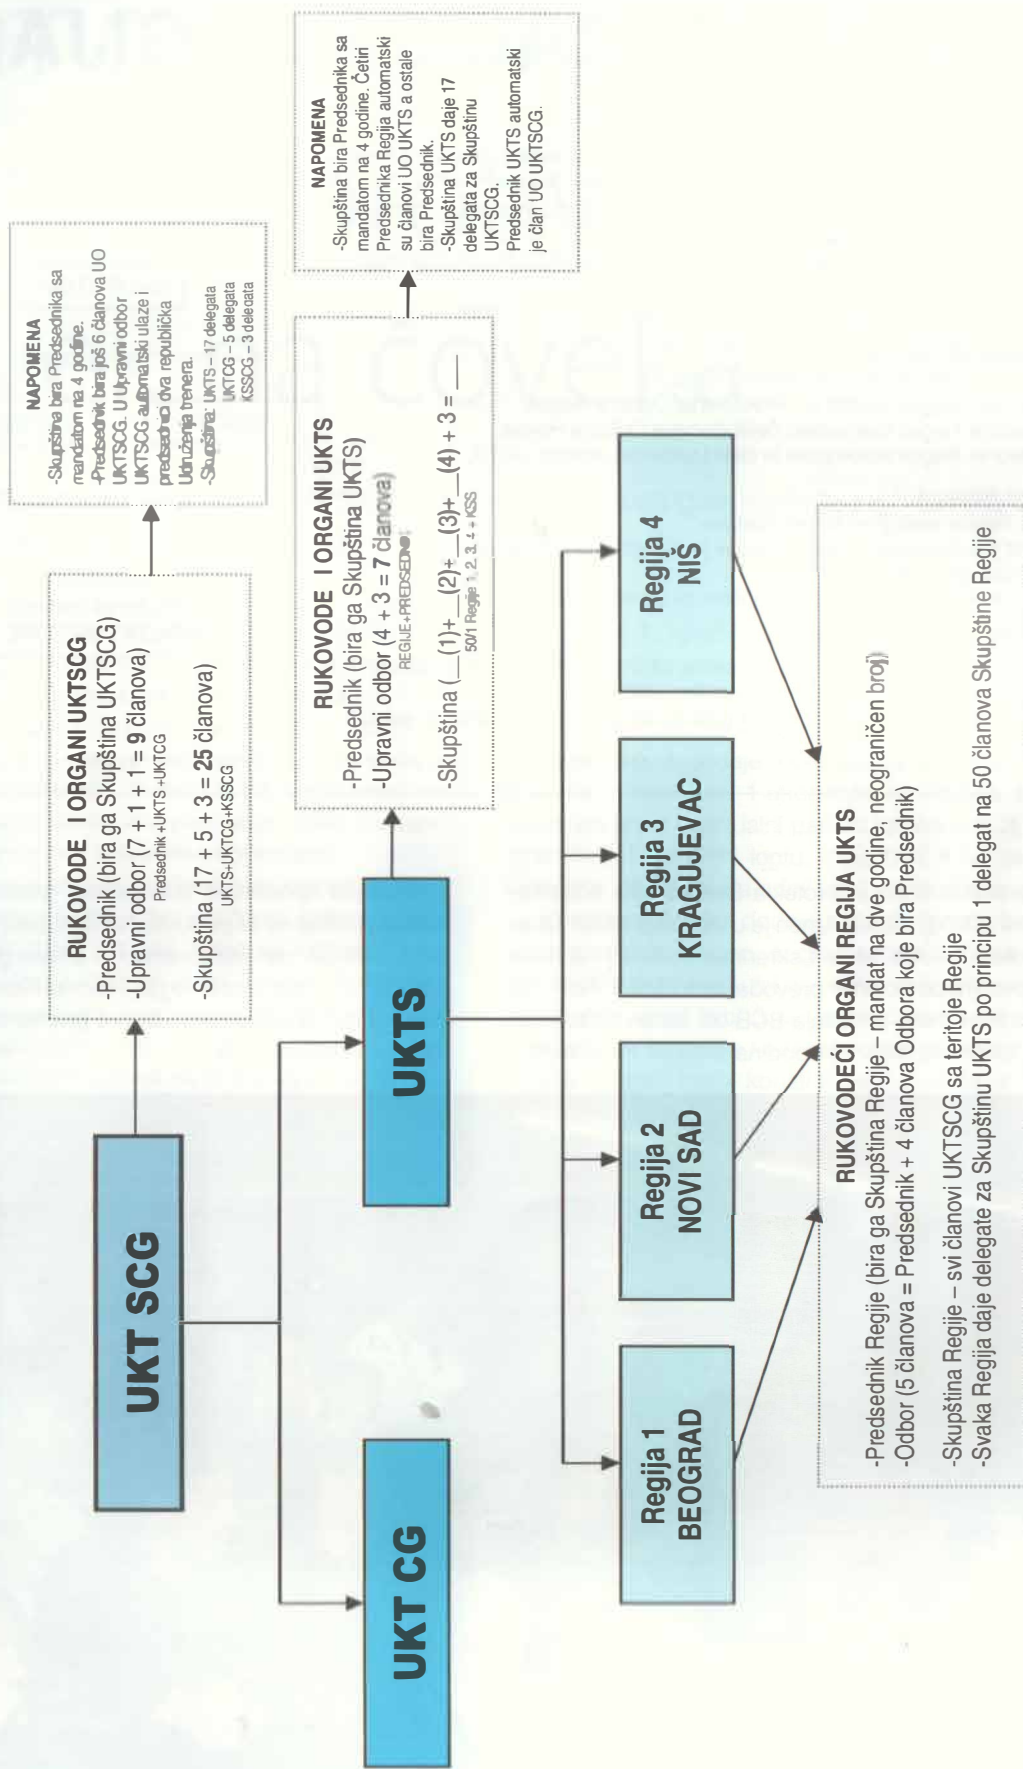 UKT SCG
RUKOVODE I ORGANI UKTSCG
-Predsednik (bira ga Skupština UKTSCG)
-Upravni odbor (7 + 1 + 1 = 9 članova)
Predsednik +UKTS +UKTCG
-Skupština (17 + 5 + 3 = 25 članova)
UKTS+UKTCG+KSSCG
NAPOMENA
-Skupština bira Predsednika sa
mandatom na 4 godine.
-Predsednik bira još 6 članova UO
UKTSCG. U Upravni odbor
UKTSCG automatski ulaze i
predsednici dva republička
Udruženja trenera.
-Skupština: UKTS – 17 delegata
UKTCG – 5 delegata
KSSCG – 3 delegata
UKT CG
UKTS
RUKOVODE I ORGANI UKTS
-Predsednik (bira ga Skupština UKTS)
-Upravni odbor (4 + 3 = 7 članova)
REGIJE+PREDSEDNIK
-Skupština (__(1)+ __(2)+ __(3)+ __(4) + 3 = ___
50/1 Regije 1, 2, 3, 4 + KSS
NAPOMENA
-Skupština bira Predsednika sa
mandatom na 4 godine. Četiri
Predsednika Regija automatski
su članovi UO UKTS a ostale
bira Predsednik.
-Skupština UKTS daje 17
delegata za Skupštinu
UKTSCG.
Predsednik UKTS automatski
je član UO UKTSCG.
Regija 1
BEOGRAD
Regija 2
NOVI SAD
Regija 3
KRAGUJEVAC
Regija 4
NIŠ
RUKOVODEĆI ORGANI REGIJA UKTS
-Predsednik Regije (bira ga Skupština Regije – mandat na dve godine, neograničen broj)
-Odbor (5 članova = Predsednik + 4 članova Odbora koje bira Predsednik)
-Skupština Regije – svi članovi UKTSCG sa teritoje Regije
-Svaka Regija daje delegate za Skupštinu UKTS po principu 1 delegat na 50 članova Skupštine Regije